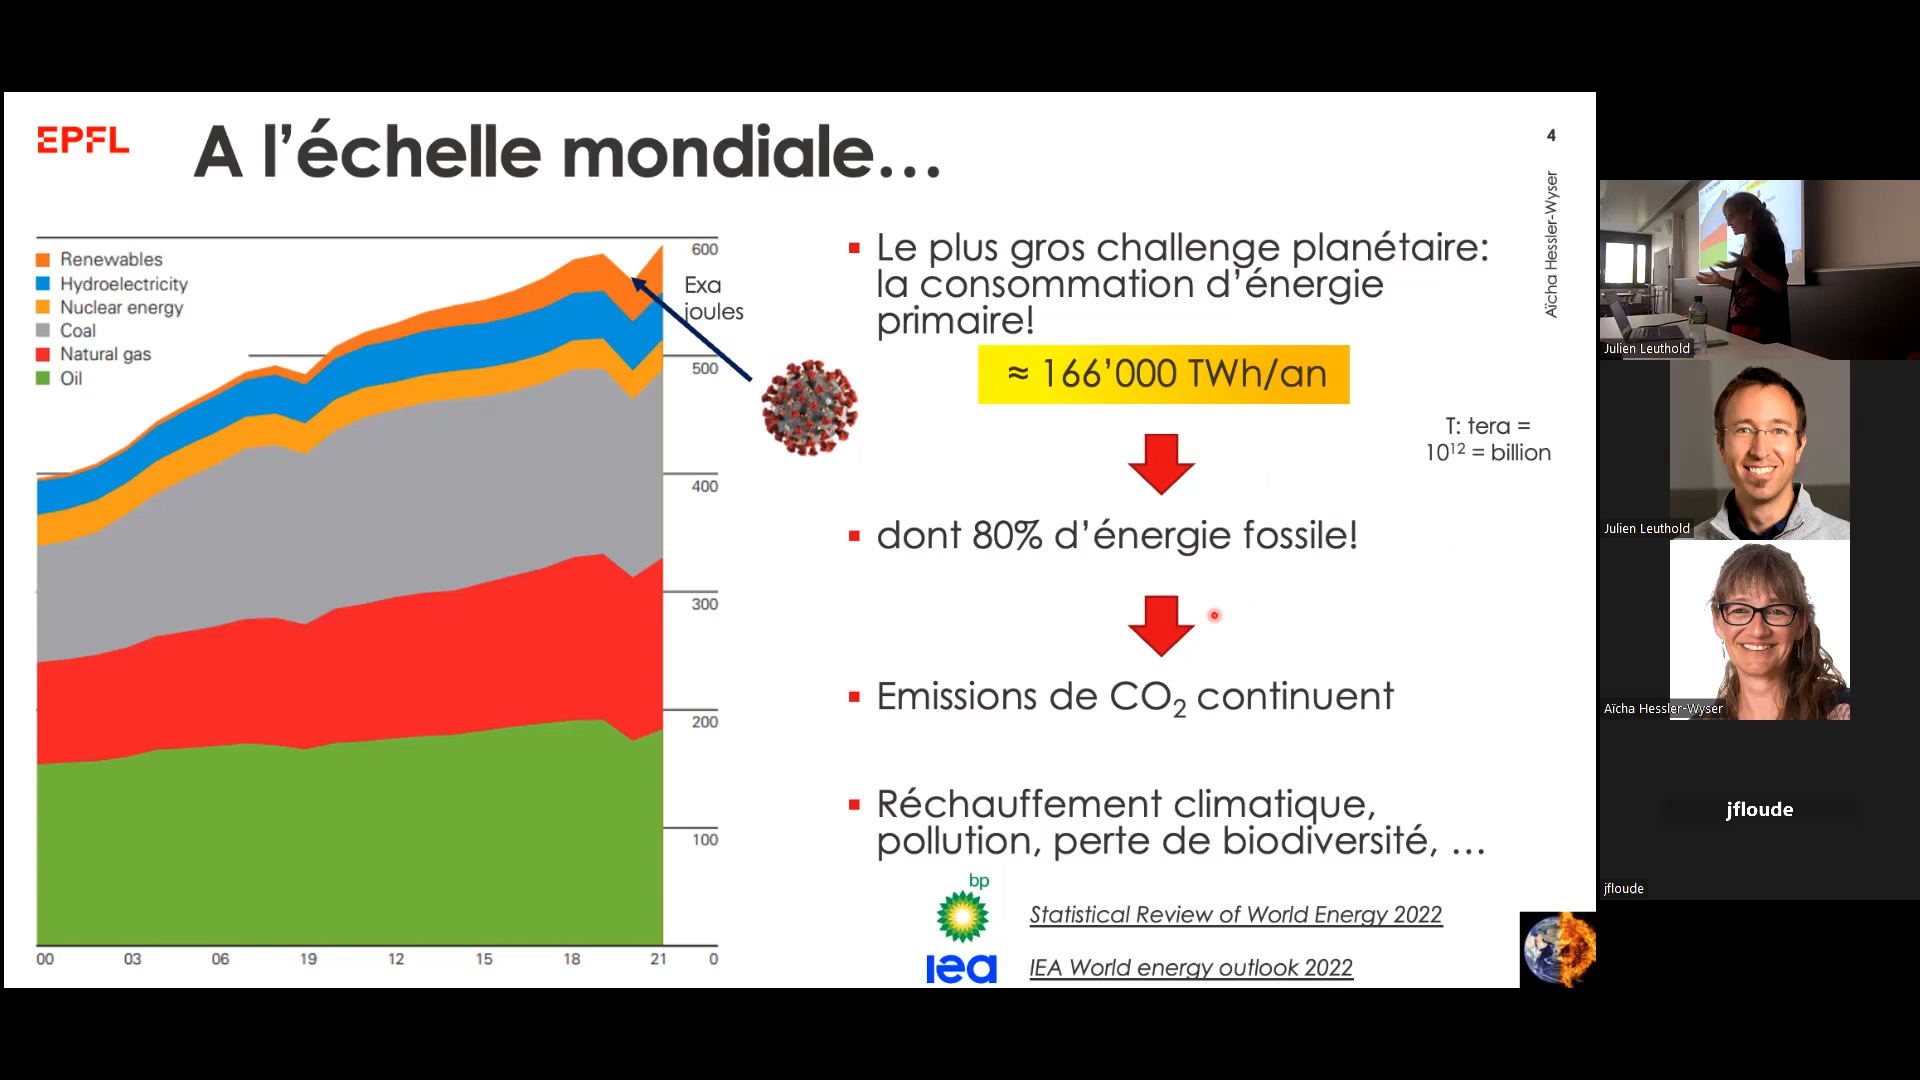 EPFL
A l’échelle mondiale...
4
Aïcha Hessler-Wyser
Renewables
Hydroelectricity
Nuclear energy
Coal
Natural gas
Oil
600
Exa
joules
500
400
300
200
100
0
00
03
06
19
12
15
18
21
Le plus gros challenge planétaire:
la consommation d’énergie
primaire!
≈ 166’000 TWh/an
T: tera =
10¹² = billion
dont 80% d’énergie fossile!
Emissions de CO₂ continuent
Réchauffement climatique,
pollution, perte de biodiversité, ...
bp
Statistical Review of World Energy 2022
iea
IEA World energy outlook 2022
Julien Leuthold
Julien Leuthold
Aïcha Hessler-Wyser
jfloude
jfloude